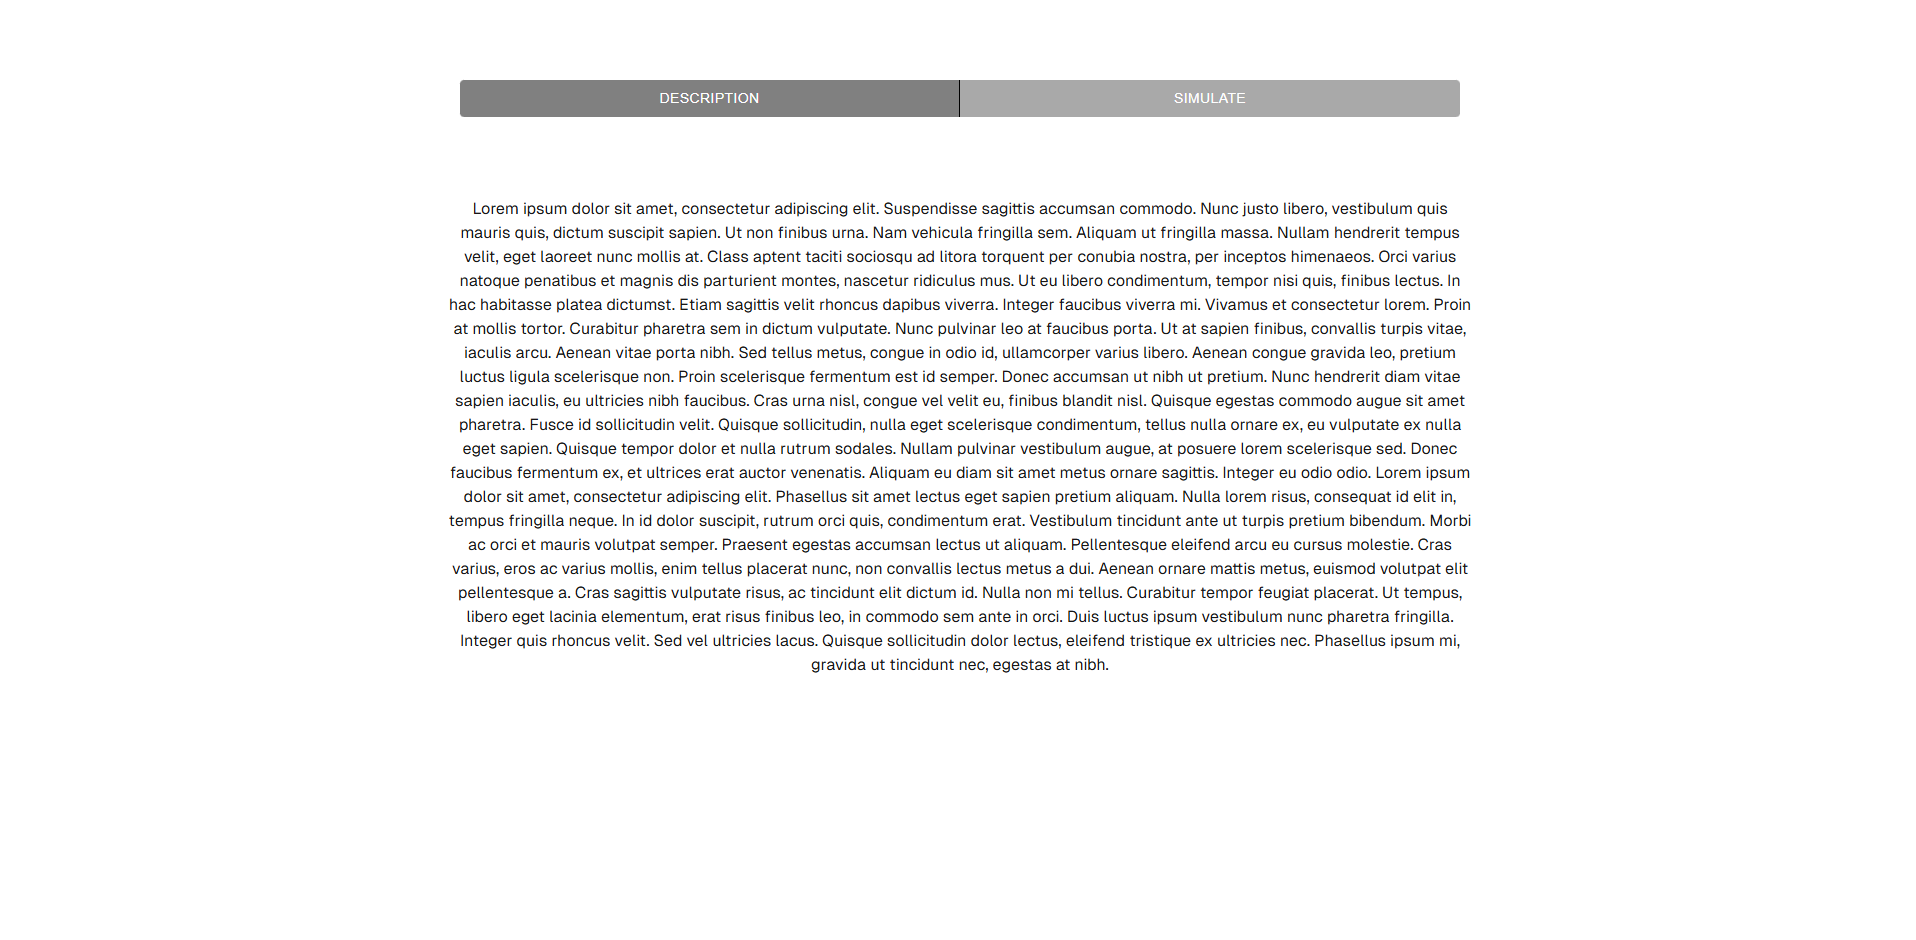 DESCRIPTION
SIMULATE
Lorem ipsum dolor sit amet, consectetur adipiscing elit. Suspendisse sagittis accumsan commodo. Nunc justo libero, vestibulum quis
mauris quis, dictum suscipit sapien. Ut non finibus urna. Nam vehicula fringilla sem. Aliquam ut fringilla massa. Nullam hendrerit tempus
velit, eget laoreet nunc mollis at. Class aptent taciti sociosqu ad litora torquent per conubia nostra, per inceptos himenaeos. Orci varius
natoque penatibus et magnis dis parturient montes, nascetur ridiculus mus. Ut eu libero condimentum, tempor nisi quis, finibus lectus. In
hac habitasse platea dictumst. Etiam sagittis velit rhoncus dapibus viverra. Integer faucibus viverra mi. Vivamus et consectetur lorem. Proin
at mollis tortor. Curabitur pharetra sem in dictum vulputate. Nunc pulvinar leo at faucibus porta. Ut at sapien finibus, convallis turpis vitae,
iaculis arcu. Aenean vitae porta nibh. Sed tellus metus, congue in odio id, ullamcorper varius libero. Aenean congue gravida leo, pretium
luctus ligula scelerisque non. Proin scelerisque fermentum est id semper. Donec accumsan ut nibh ut pretium. Nunc hendrerit diam vitae
sapien iaculis, eu ultricies nibh faucibus. Cras urna nisl, congue vel velit eu, finibus blandit nisl. Quisque egestas commodo augue sit amet
pharetra. Fusce id sollicitudin velit. Quisque sollicitudin, nulla eget scelerisque condimentum, tellus nulla ornare ex, eu vulputate ex nulla
eget sapien. Quisque tempor dolor et nulla rutrum sodales. Nullam pulvinar vestibulum augue, at posuere lorem scelerisque sed. Donec
faucibus fermentum ex, et ultrices erat auctor venenatis. Aliquam eu diam sit amet metus ornare sagittis. Integer eu odio odio. Lorem ipsum
dolor sit amet, consectetur adipiscing elit. Phasellus sit amet lectus eget sapien pretium aliquam. Nulla lorem risus, consequat id elit in,
tempus fringilla neque. In id dolor suscipit, rutrum orci quis, condimentum erat. Vestibulum tincidunt ante ut turpis pretium bibendum. Morbi
ac orci et mauris volutpat semper. Praesent egestas accumsan lectus ut aliquam. Pellentesque eleifend arcu eu cursus molestie. Cras
varius, eros ac varius mollis, enim tellus placerat nunc, non convallis lectus metus a dui. Aenean ornare mattis metus, euismod volutpat elit
pellentesque a. Cras sagittis vulputate risus, ac tincidunt elit dictum id. Nulla non mi tellus. Curabitur tempor feugiat placerat. Ut tempus,
libero eget lacinia elementum, erat risus finibus leo, in commodo sem ante in orci. Duis luctus ipsum vestibulum nunc pharetra fringilla.
Integer quis rhoncus velit. Sed vel ultricies lacus. Quisque sollicitudin dolor lectus, eleifend tristique ex ultricies nec. Phasellus ipsum mi,
gravida ut tincidunt nec, egestas at nibh.